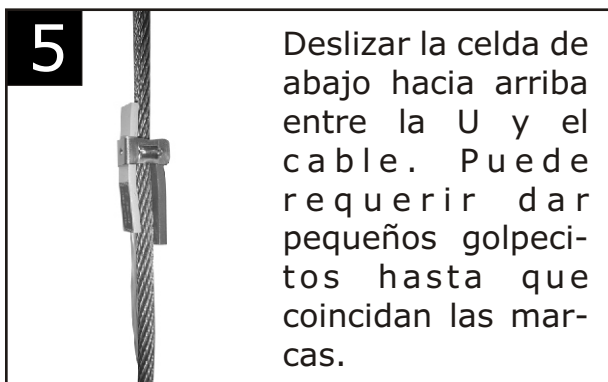 5
Deslizar la celda de
abajo hacia arriba
entre la U y el
cable. Puede
requerir dar
pequeños golpeci-
tos hasta que
coincidan las mar-
cas.